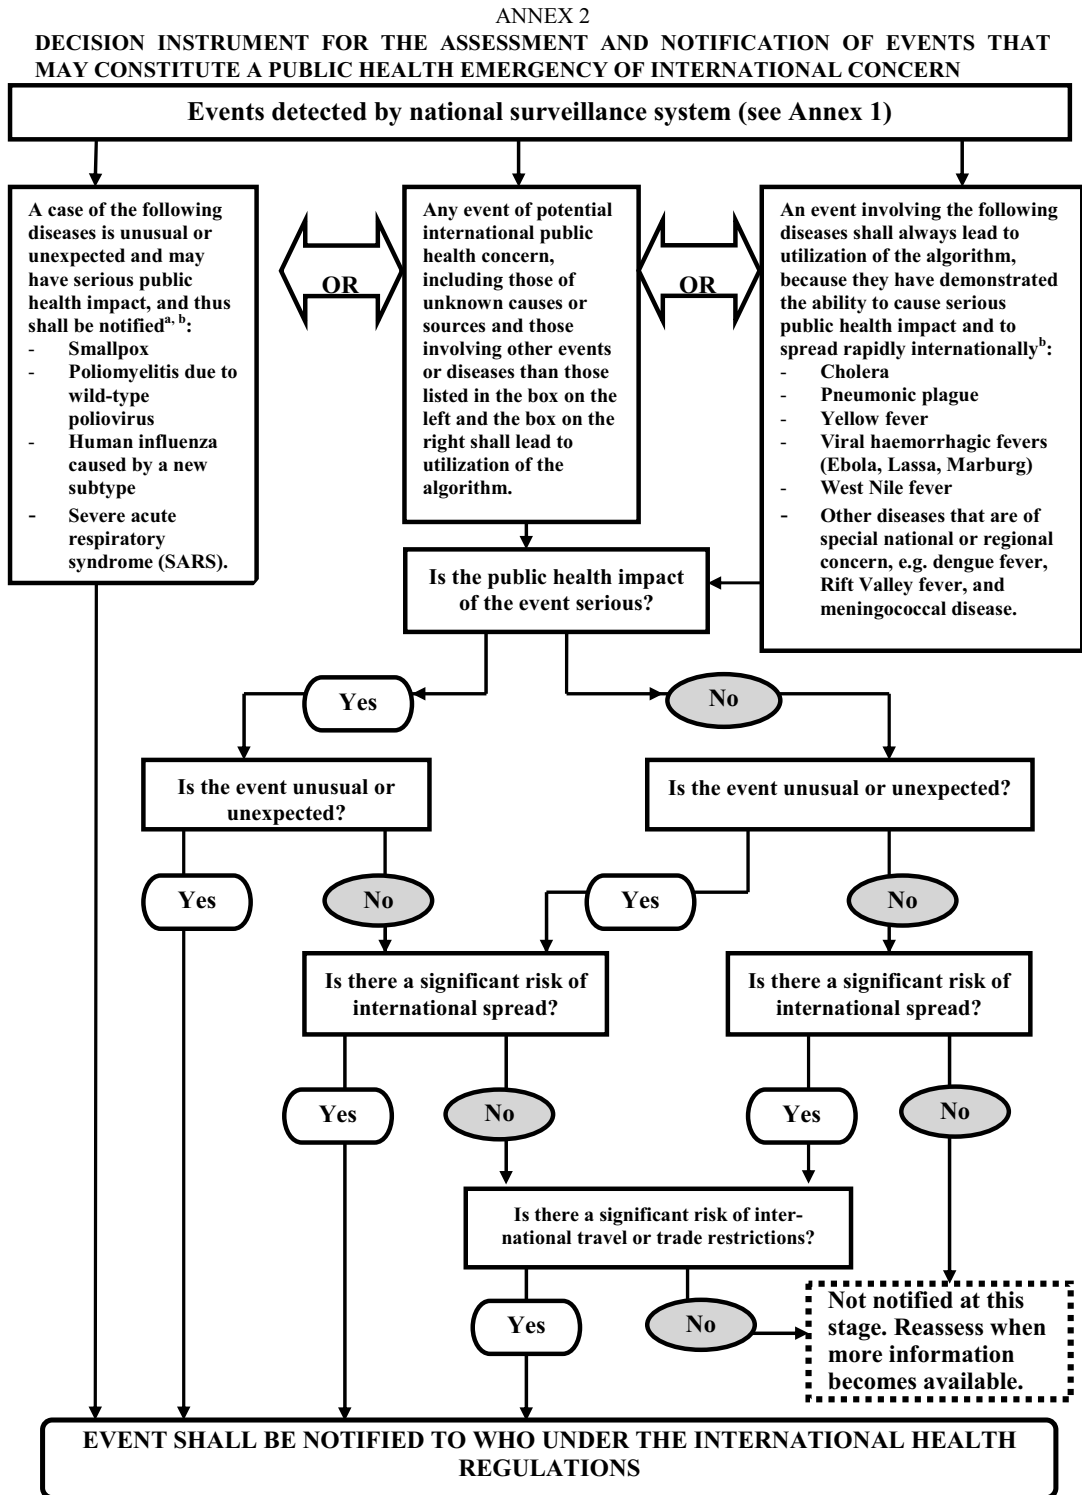 ANNEX 2
DECISION INSTRUMENT FOR THE ASSESSMENT AND NOTIFICATION OF EVENTS THAT
MAY CONSTITUTE A PUBLIC HEALTH EMERGENCY OF INTERNATIONAL CONCERN
Events detected by national surveillance system (see Annex 1)
A case of the following
diseases is unusual or
unexpected and may
have serious public
health impact, and thus
shall be notifiedᵃ, ᵇ:
- Smallpox
- Poliomyelitis due to
wild-type
poliovirus
- Human influenza
caused by a new
subtype
- Severe acute
respiratory
syndrome (SARS).
OR
Any event of potential
international public
health concern,
including those of
unknown causes or
sources and those
involving other events
or diseases than those
listed in the box on the
left and the box on the
right shall lead to
utilization of the
algorithm.
OR
An event involving the following
diseases shall always lead to
utilization of the algorithm,
because they have demonstrated
the ability to cause serious
public health impact and to
spread rapidly internationallyᵇ:
- Cholera
- Pneumonic plague
- Yellow fever
- Viral haemorrhagic fevers
(Ebola, Lassa, Marburg)
- West Nile fever
- Other diseases that are of
special national or regional
concern, e.g. dengue fever,
Rift Valley fever, and
meningococcal disease.
Is the public health impact
of the event serious?
Yes
No
Is the event unusual or
unexpected?
Is the event unusual or unexpected?
Yes
No
Yes
No
Is there a significant risk of
international spread?
Is there a significant risk of
international spread?
Yes
No
Yes
No
Is there a significant risk of inter-
national travel or trade restrictions?
Yes
No
Not notified at this
stage. Reassess when
more information
becomes available.
EVENT SHALL BE NOTIFIED TO WHO UNDER THE INTERNATIONAL HEALTH
REGULATIONS